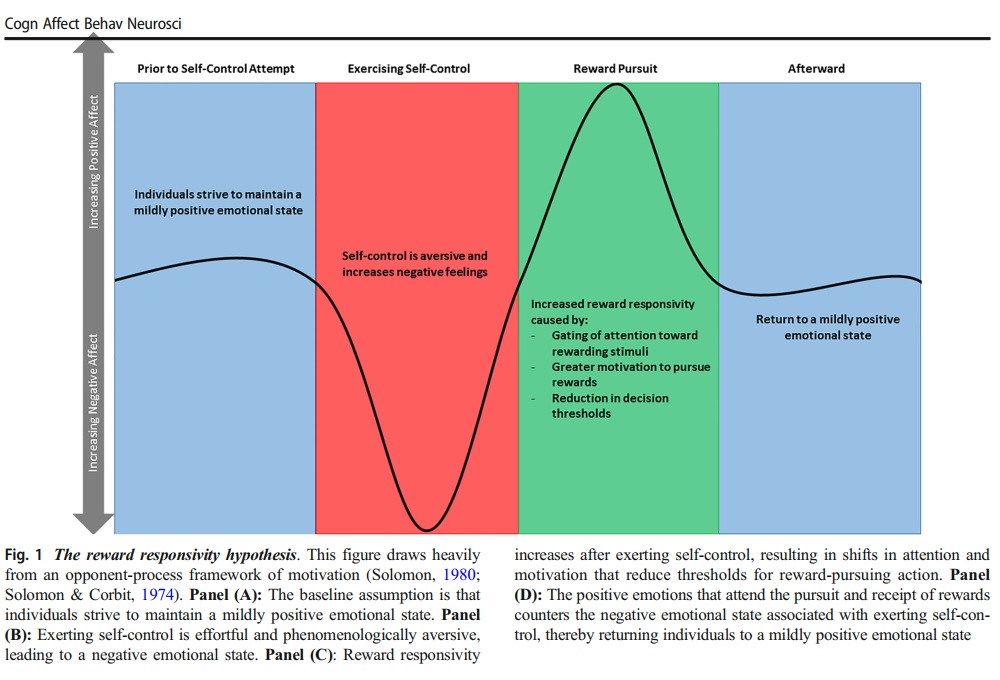 Cogn Affect Behav Neurosci
Increasing Positive Affect
Increasing Negative Affect
Prior to Self-Control Attempt
Exercising Self-Control
Reward Pursuit
Afterward
Individuals strive to maintain a
mildly positive emotional state
Self-control is aversive and
increases negative feelings
Increased reward responsivity
caused by:
- Gating of attention toward
rewarding stimuli
- Greater motivation to pursue
rewards
- Reduction in decision
thresholds
Return to a mildly positive
emotional state
Fig. 1 The reward responsivity hypothesis. This figure draws heavily
from an opponent-process framework of motivation (Solomon, 1980;
Solomon & Corbit, 1974). Panel (A): The baseline assumption is that
individuals strive to maintain a mildly positive emotional state. Panel
(B): Exerting self-control is effortful and phenomenologically aversive,
leading to a negative emotional state. Panel (C): Reward responsivity
increases after exerting self-control, resulting in shifts in attention and
motivation that reduce thresholds for reward-pursuing action. Panel
(D): The positive emotions that attend the pursuit and receipt of rewards
counters the negative emotional state associated with exerting self-con-
trol, thereby returning individuals to a mildly positive emotional state